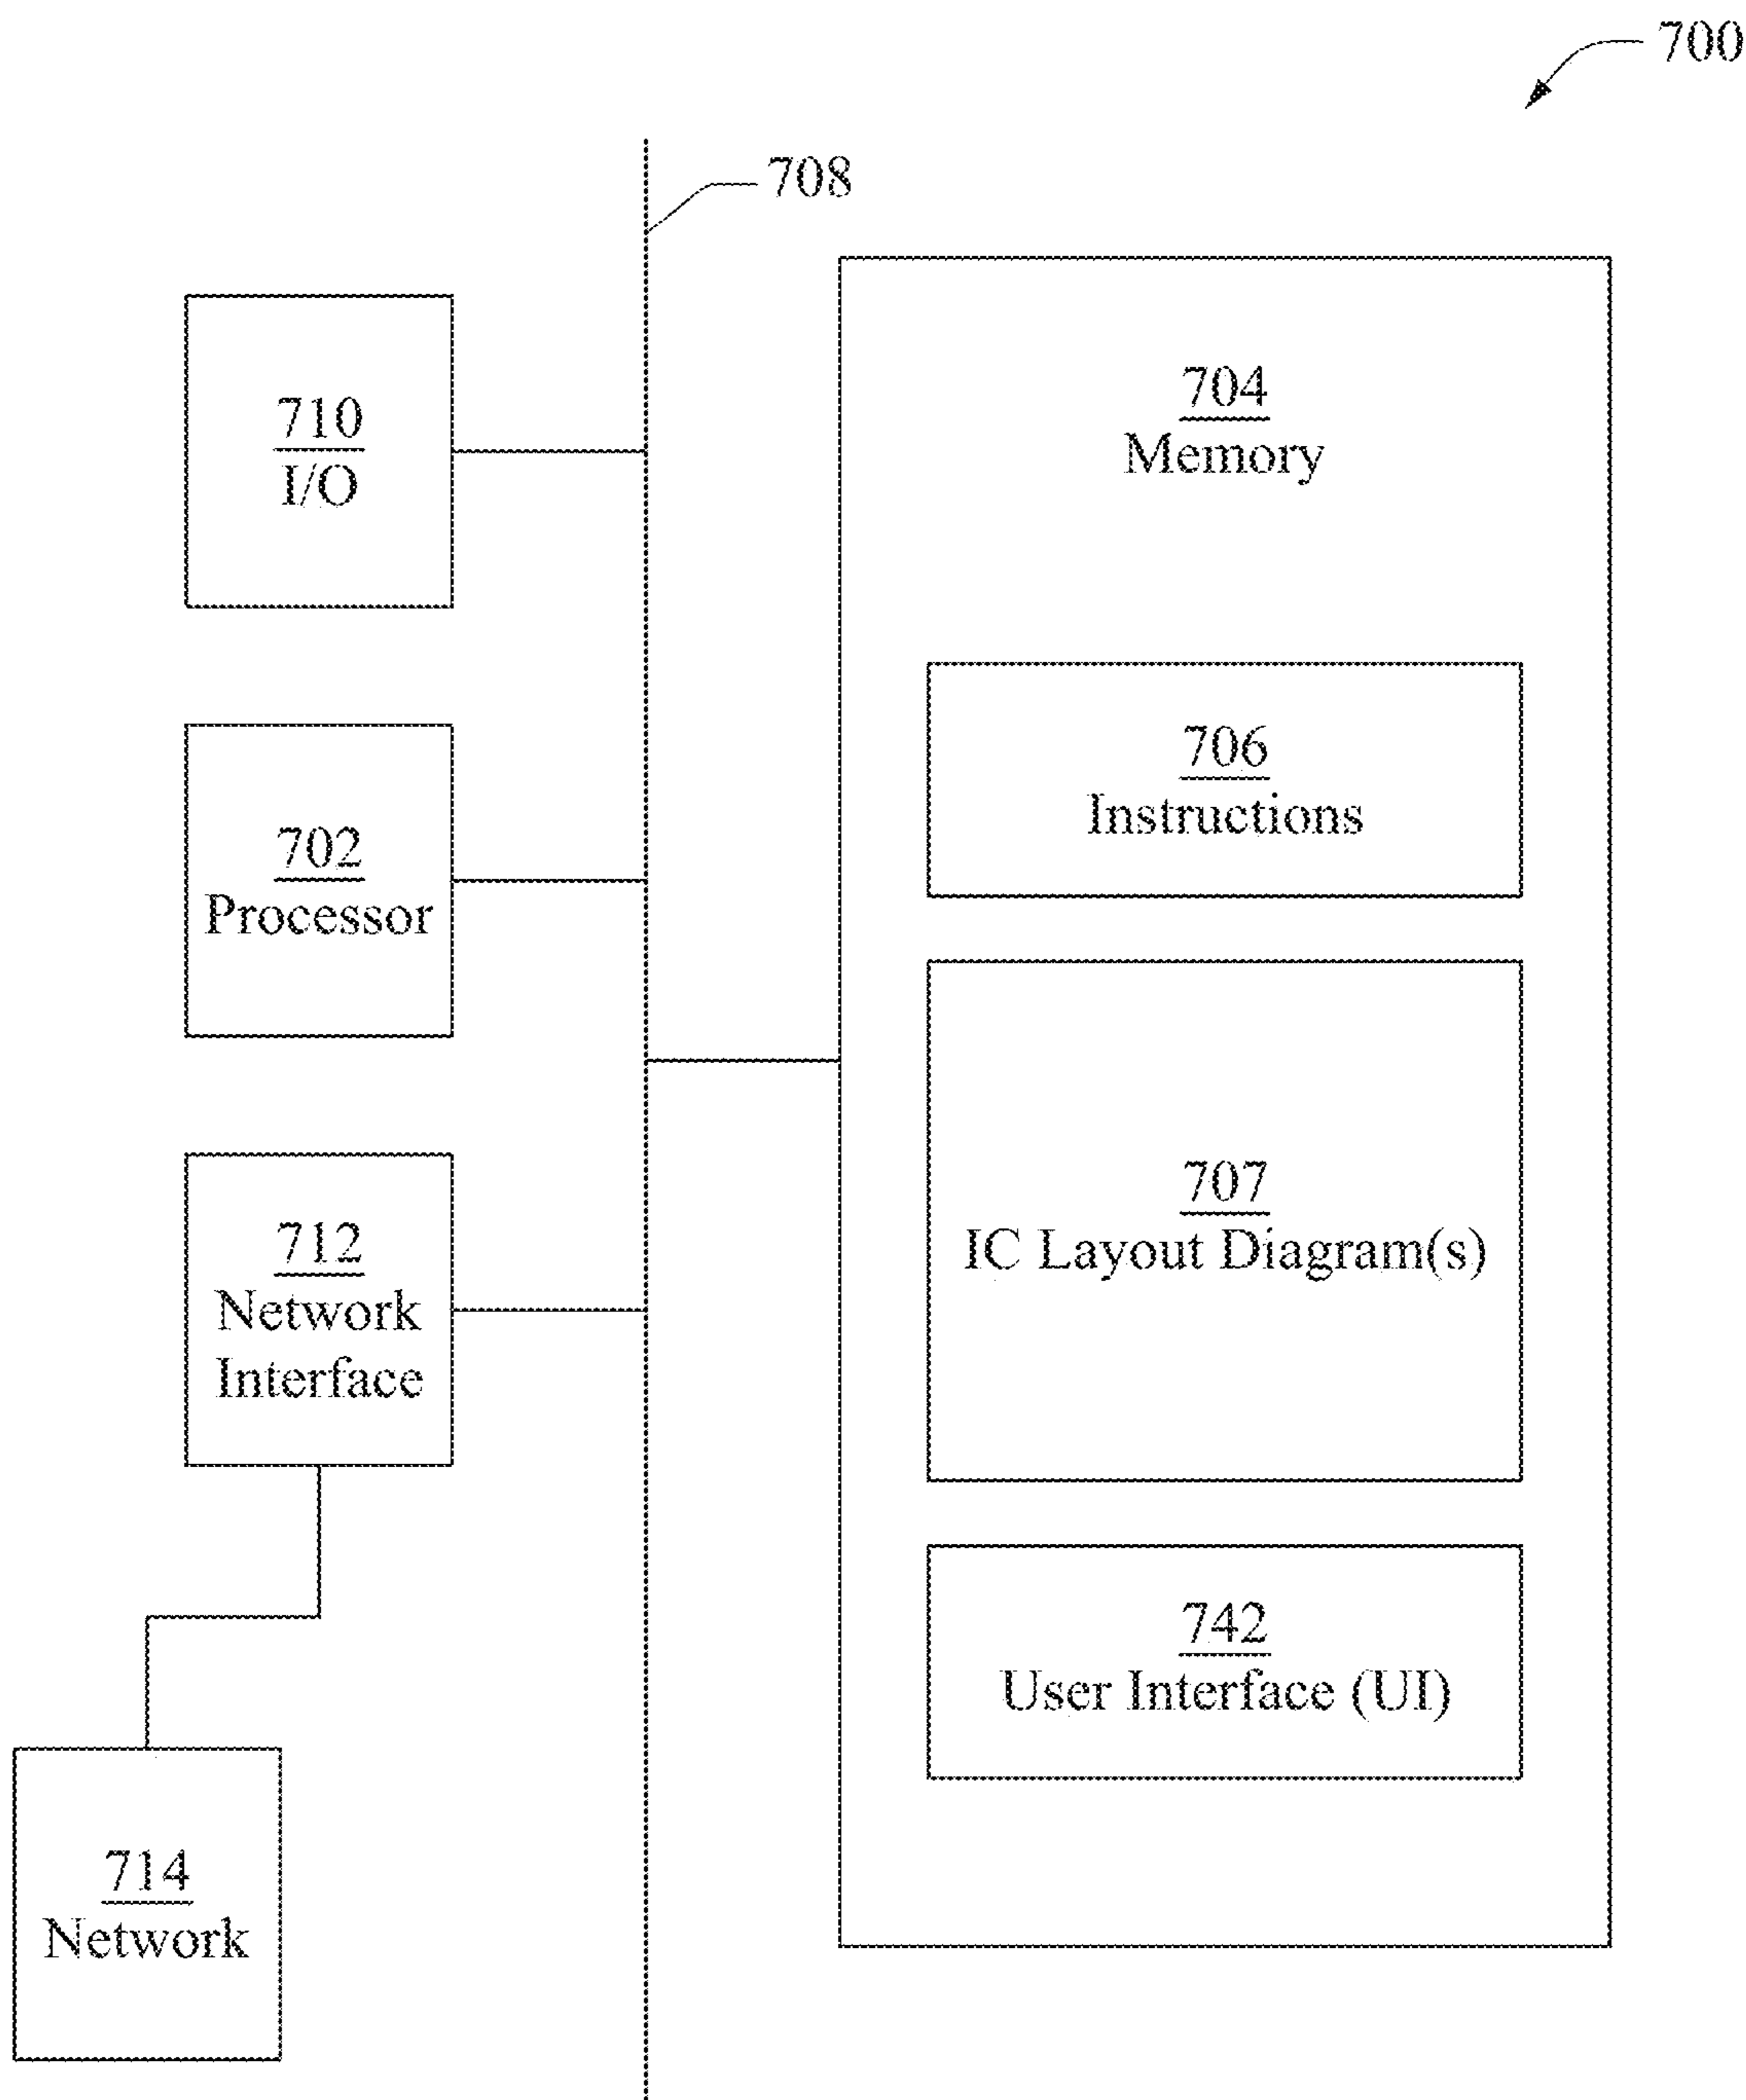 700
708
710
I/O
702
Processor
712
Network
Interface
714
Network
704
Memory
706
Instructions
707
IC Layout Diagram(s)
742
User Interface (UI)